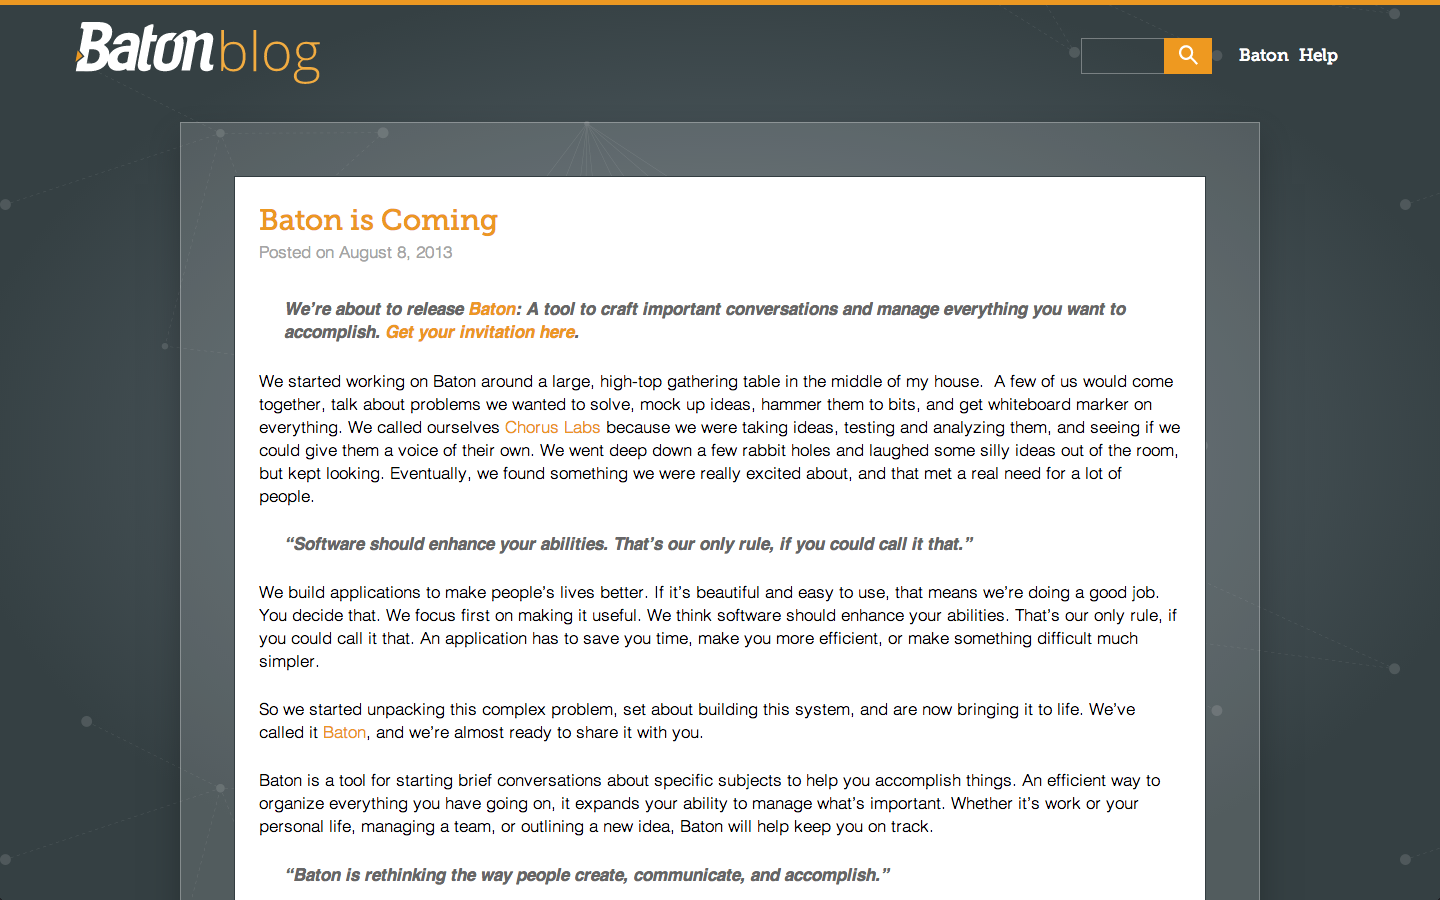 Baton blog
Baton Help
Baton is Coming
Posted on August 8, 2013
We’re about to release Baton: A tool to craft important conversations and manage everything you want to
accomplish. Get your invitation here.
We started working on Baton around a large, high-top gathering table in the middle of my house.  A few of us would come
together, talk about problems we wanted to solve, mock up ideas, hammer them to bits, and get whiteboard marker on
everything. We called ourselves Chorus Labs because we were taking ideas, testing and analyzing them, and seeing if we
could give them a voice of their own. We went deep down a few rabbit holes and laughed some silly ideas out of the room,
but kept looking. Eventually, we found something we were really excited about, and that met a real need for a lot of
people.
“Software should enhance your abilities. That’s our only rule, if you could call it that.”
We build applications to make people’s lives better. If it’s beautiful and easy to use, that means we’re doing a good job.
You decide that. We focus first on making it useful. We think software should enhance your abilities. That’s our only rule, if
you could call it that. An application has to save you time, make you more efficient, or make something difficult much
simpler.
So we started unpacking this complex problem, set about building this system, and are now bringing it to life. We’ve
called it Baton, and we’re almost ready to share it with you.
Baton is a tool for starting brief conversations about specific subjects to help you accomplish things. An efficient way to
organize everything you have going on, it expands your ability to manage what’s important. Whether it’s work or your
personal life, managing a team, or outlining a new idea, Baton will help keep you on track.
“Baton is rethinking the way people create, communicate, and accomplish.”